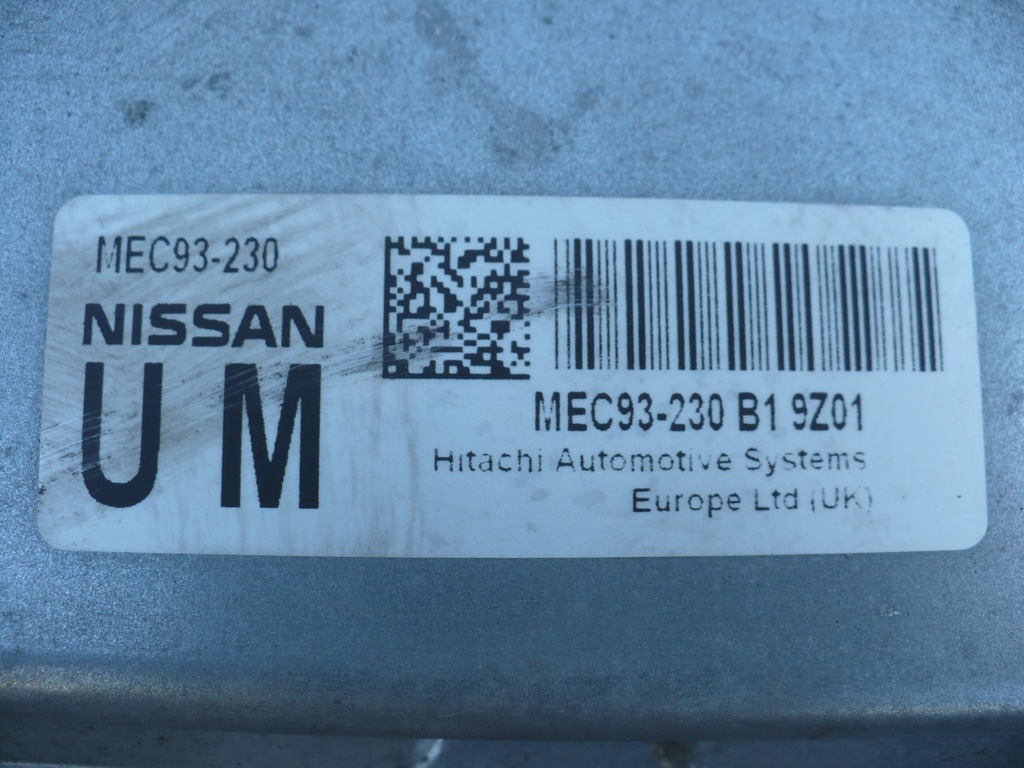 MEC93-230
NISSAN
U M
MEC93-230 B1 9Z01
Hitachi Automotive Systems
Europe Ltd (UK)